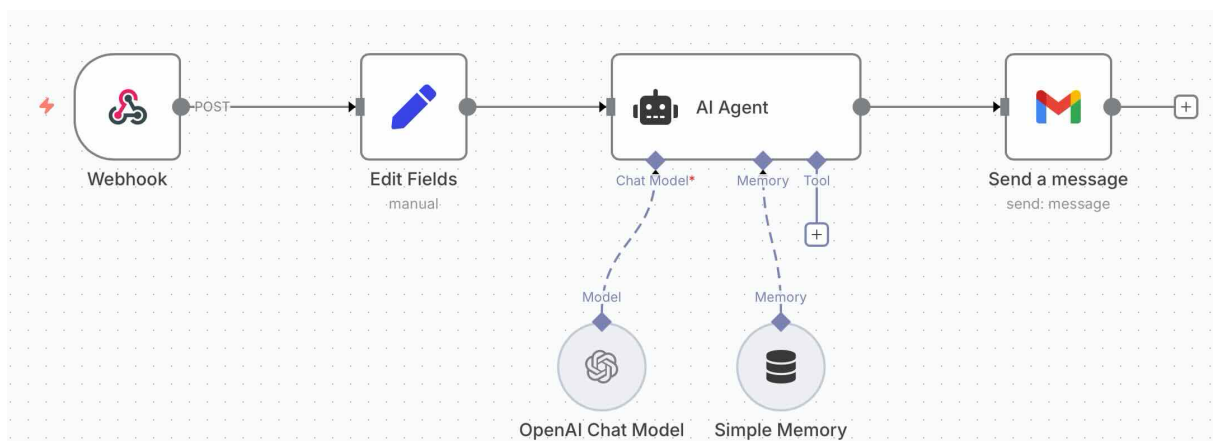 POST
AI Agent
Webhook
Edit Fields
manual
Chat Model*
Memory
Tool
Send a message
send: message
Model
Memory
OpenAI Chat Model
Simple Memory